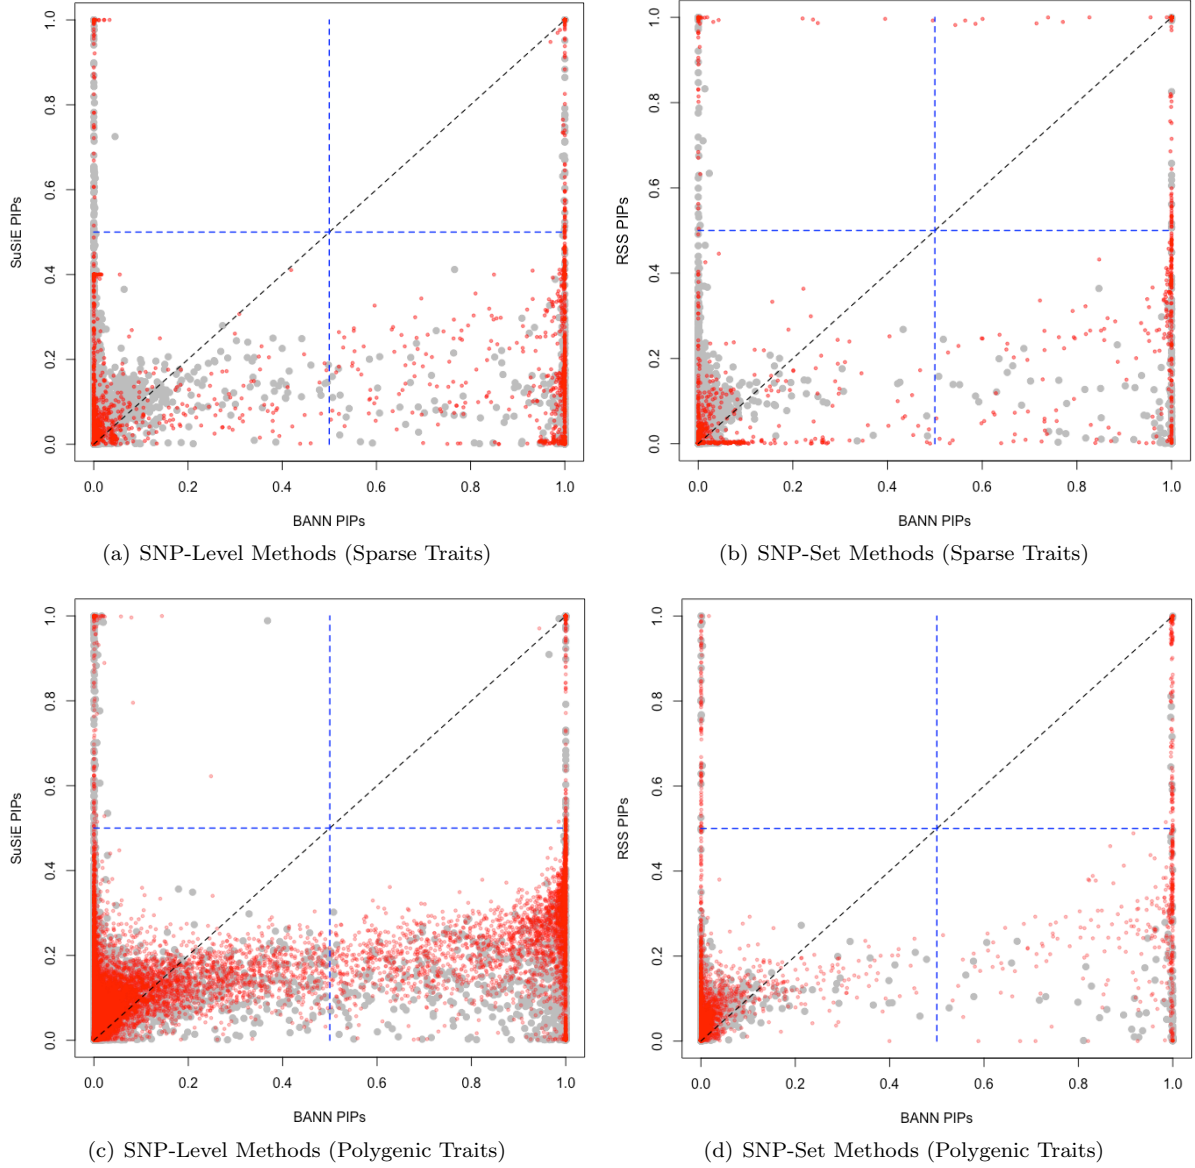 SuSiE PIPs
1.0
0.8
0.6
0.4
0.2
0.0
0.0 0.2 0.4 0.6 0.8 1.0
BANN PIPs
(a) SNP-Level Methods (Sparse Traits)
RSS PIPs
1.0
0.8
0.6
0.4
0.2
0.0
0.0 0.2 0.4 0.6 0.8 1.0
BANN PIPs
(b) SNP-Set Methods (Sparse Traits)
SuSiE PIPs
1.0
0.8
0.6
0.4
0.2
0.0
0.0 0.2 0.4 0.6 0.8 1.0
BANN PIPs
(c) SNP-Level Methods (Polygenic Traits)
RSS PIPs
1.0
0.8
0.6
0.4
0.2
0.0
0.0 0.2 0.4 0.6 0.8 1.0
BANN PIPs
(d) SNP-Set Methods (Polygenic Traits)